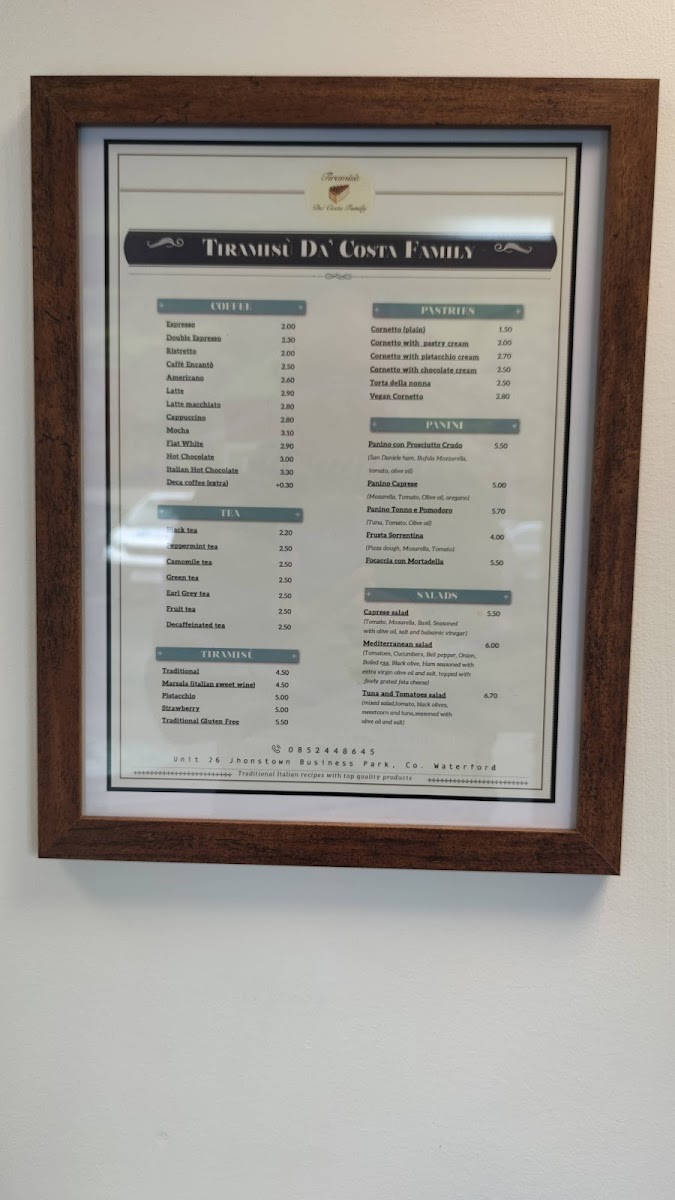 Tiramisù
Da' Costa Family
TIRAMISÙ DA' COSTA FAMILY
COFFEE
Espresso 2.00
Double Espresso 2.30
Ristretto 2.00
Caffè Encantò 2.50
Americano 2.60
Latte 2.90
Latte macchiato 2.80
Cappuccino 2.80
Mocha 3.10
Flat White 2.90
Hot Chocolate 3.00
Italian Hot Chocolate 3.30
Deca coffee (extra) +0.30
TEA
Black tea 2.20
Peppermint tea 2.50
Camomile tea 2.50
Green tea 2.50
Earl Grey tea 2.50
Fruit tea 2.50
Decaffeinated tea 2.50
TIRAMISÙ
Traditional 4.50
Marsala (italian sweet wine) 4.50
Pistacchio 5.00
Strawberry 5.00
Traditional Gluten Free 5.50
PASTRIES
Cornetto (plain) 1.50
Cornetto with pastry cream 2.00
Cornetto with pistacchio cream 2.70
Cornetto with chocolate cream 2.50
Torta della nonna 2.50
Vegan Cornetto 2.80
PANINI
Panino con Prosciutto Crudo 5.50
(San Daniele ham, Bufala Mozzarella,
tomato, olive oil)
Panino Caprese 5.00
(Mozarella, Tomato, Olive oil, oregano)
Panino Tonno e Pomodoro 5.70
(Tuna, Tomato, Olive oil)
Frusta Sorrentina 4.00
(Pizza dough, Mozarella, Tomato)
Focaccia con Mortadella 5.50
SALADS
Caprese salad 5.50
(Tomato, Mozarella, Basil, Seasoned
with olive oil, salt and balsamic vinegar)
Mediterranean salad 6.00
(Tomatoes, Cucumbers, Bell pepper, Onion,
Boiled egg, Black olive, Ham seasoned with
extra virgin olive oil and salt, topped with
finely grated feta cheese)
Tuna and Tomatoes salad 6.70
(mixed salad,tomato, black olives,
sweetcorn and tuna,seasoned with
olive oil and salt)
0852448645
Unit 26 Jhonstown Business Park, Co. Waterford
Traditional Italian recipes with top quality products